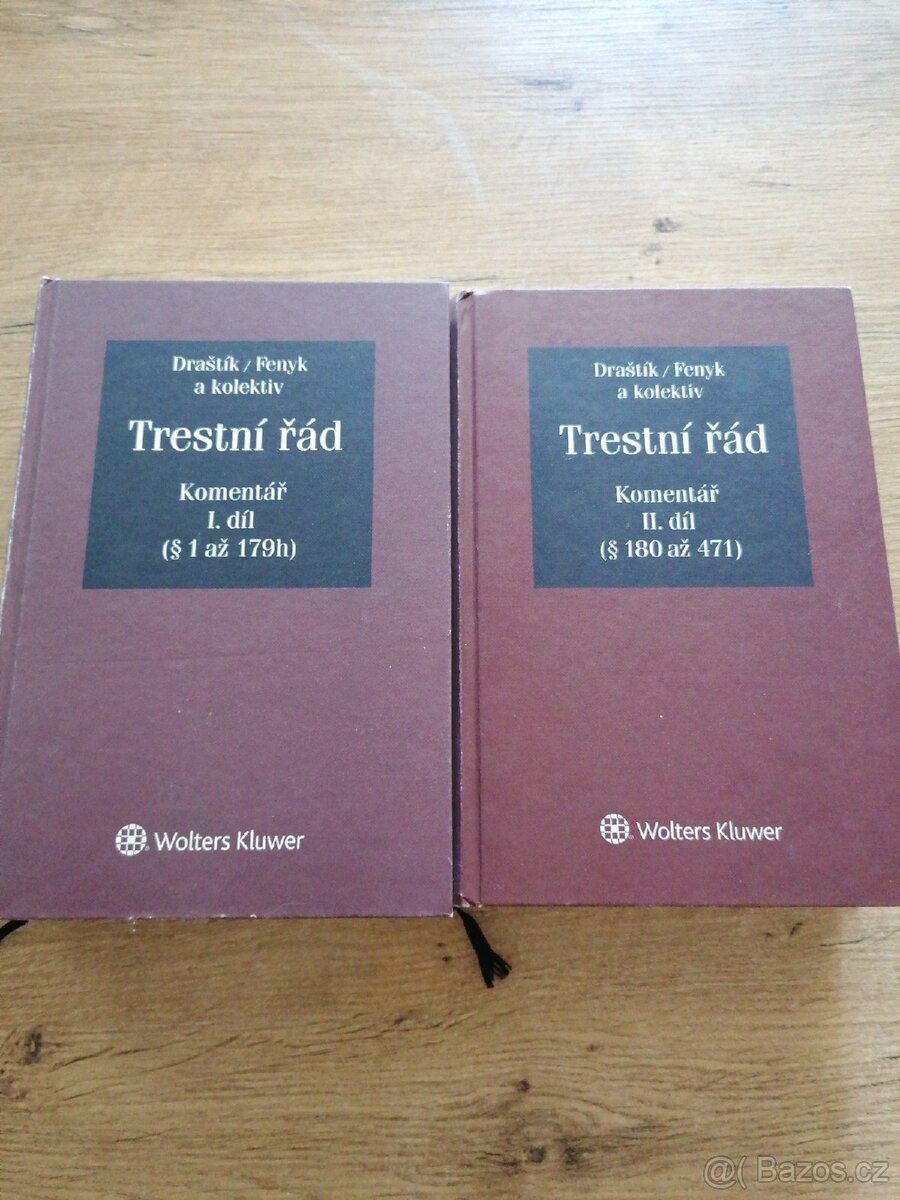 Draštík / Fenyk
a kolektiv
Trestní řád
Komentář
I. díl
(§ 1 až 179h)
Wolters Kluwer
Draštík / Fenyk
a kolektiv
Trestní řád
Komentář
II. díl
(§ 180 až 471)
Wolters Kluwer
@( Bazos.cz